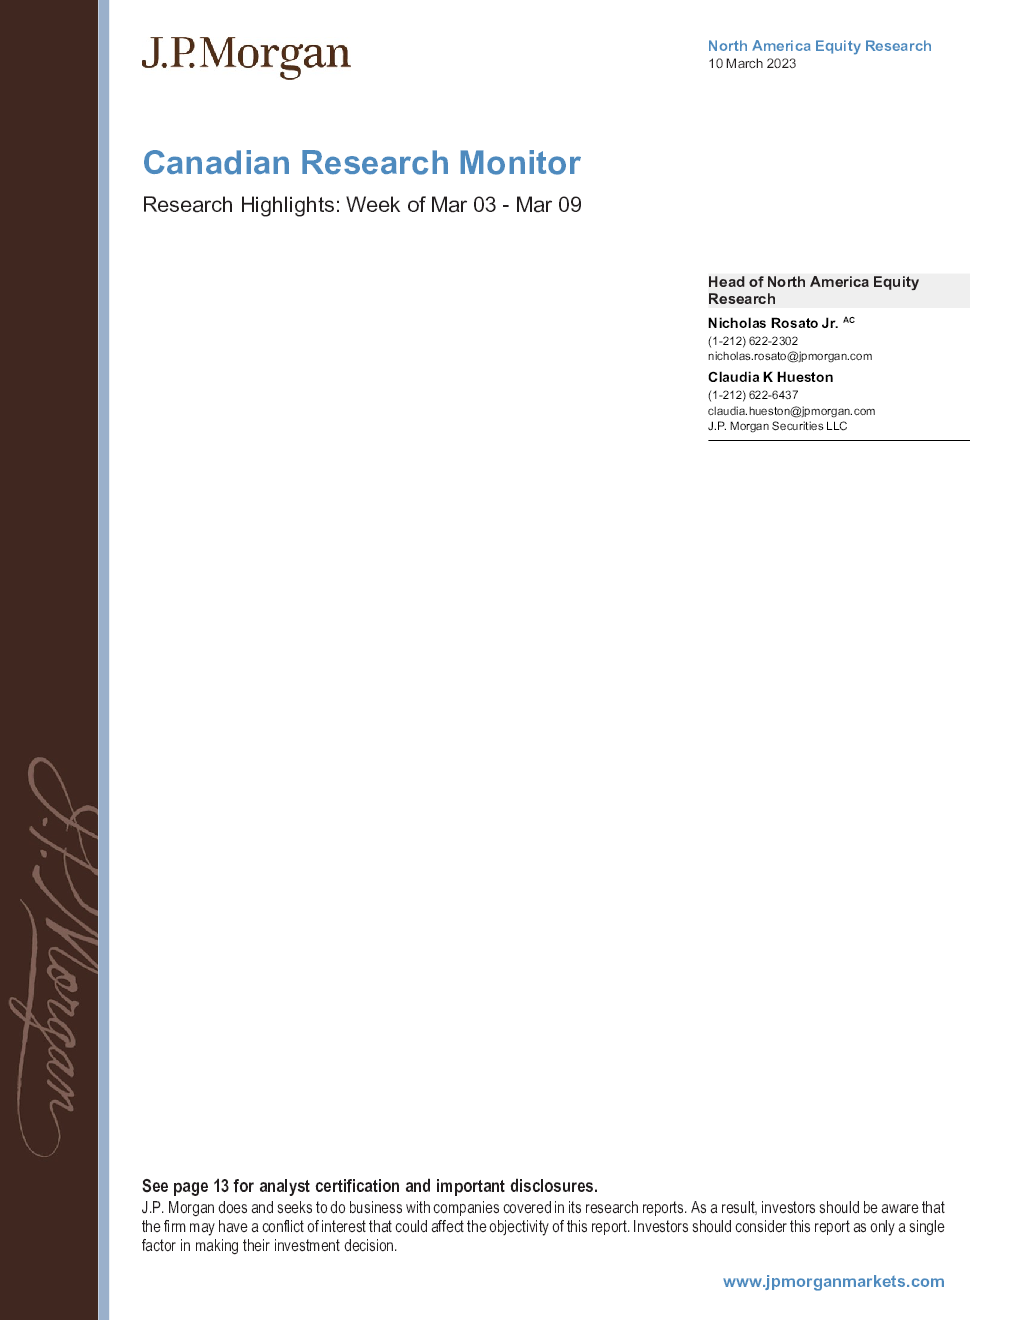 J.P.Morgan
North America Equity Research
10 March 2023
Canadian Research Monitor
Research Highlights: Week of Mar 03 - Mar 09
Head of North America Equity
Research
Nicholas Rosato Jr. AC
(1-212) 622-2302
nicholas.rosato@jpmorgan.com
Claudia K Hueston
(1-212) 622-6437
claudia.hueston@jpmorgan.com
J.P. Morgan Securities LLC
J.P.Morgan
See page 13 for analyst certification and important disclosures.
J.P. Morgan does and seeks to do business with companies covered in its research reports. As a result, investors should be aware that
the firm may have a conflict of interest that could affect the objectivity of this report. Investors should consider this report as only a single
factor in making their investment decision.
www.jpmorganmarkets.com